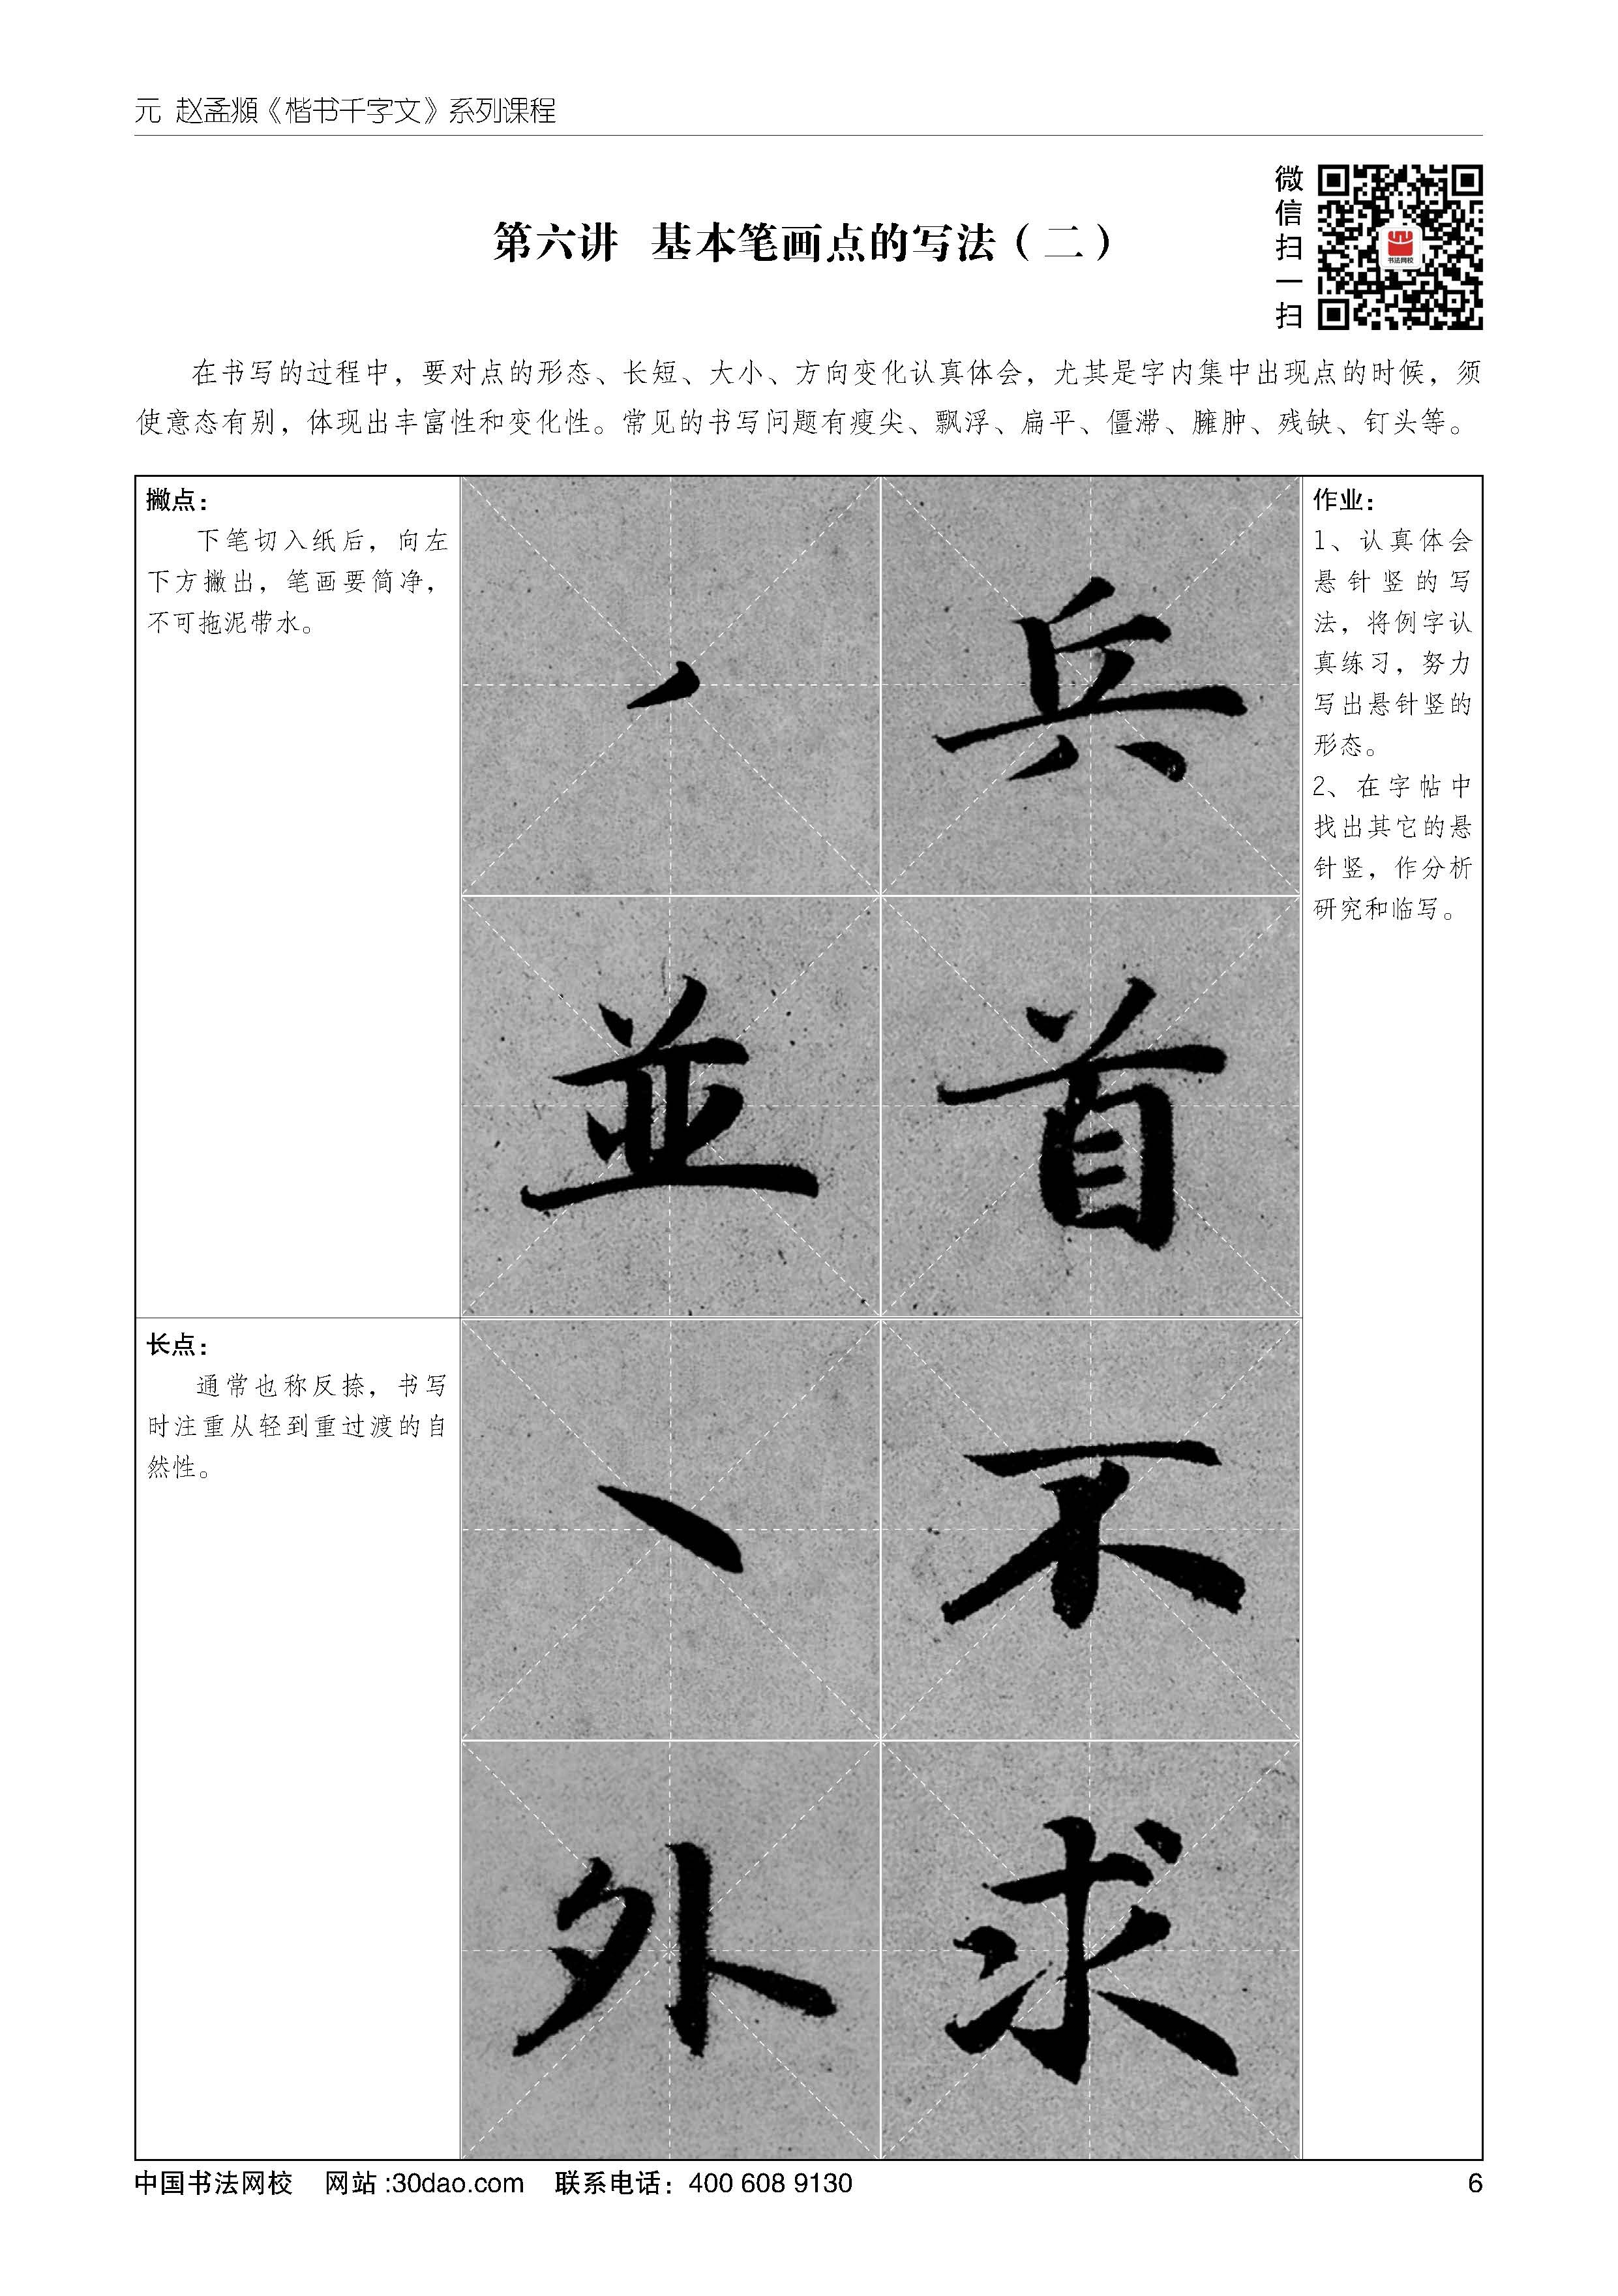 元 赵孟頫《楷书千字文》系列课程
微信扫一扫
书法网校
第六讲 基本笔画点的写法（二）
在书写的过程中，要对点的形态、长短、大小、方向变化认真体会，尤其是字内集中出现点的时候，须
使意态有别，体现出丰富性和变化性。常见的书写问题有瘦尖、飘浮、扁平、僵滞、臃肿、残缺、钉头等。
撇点：
下笔切入纸后，向左
下方撇出，笔画要简净，
不可拖泥带水。
兵
並 首
长点：
通常也称反捺，书写
时注重从轻到重过渡的自
然性。
不
外 求
作业：
1、认真体会
悬针竖的写
法，将例字认
真练习，努力
写出悬针竖的
形态。
2、在字帖中
找出其它的悬
针竖，作分析
研究和临写。
中国书法网校 网站:30dao.com 联系电话：400 608 9130
6